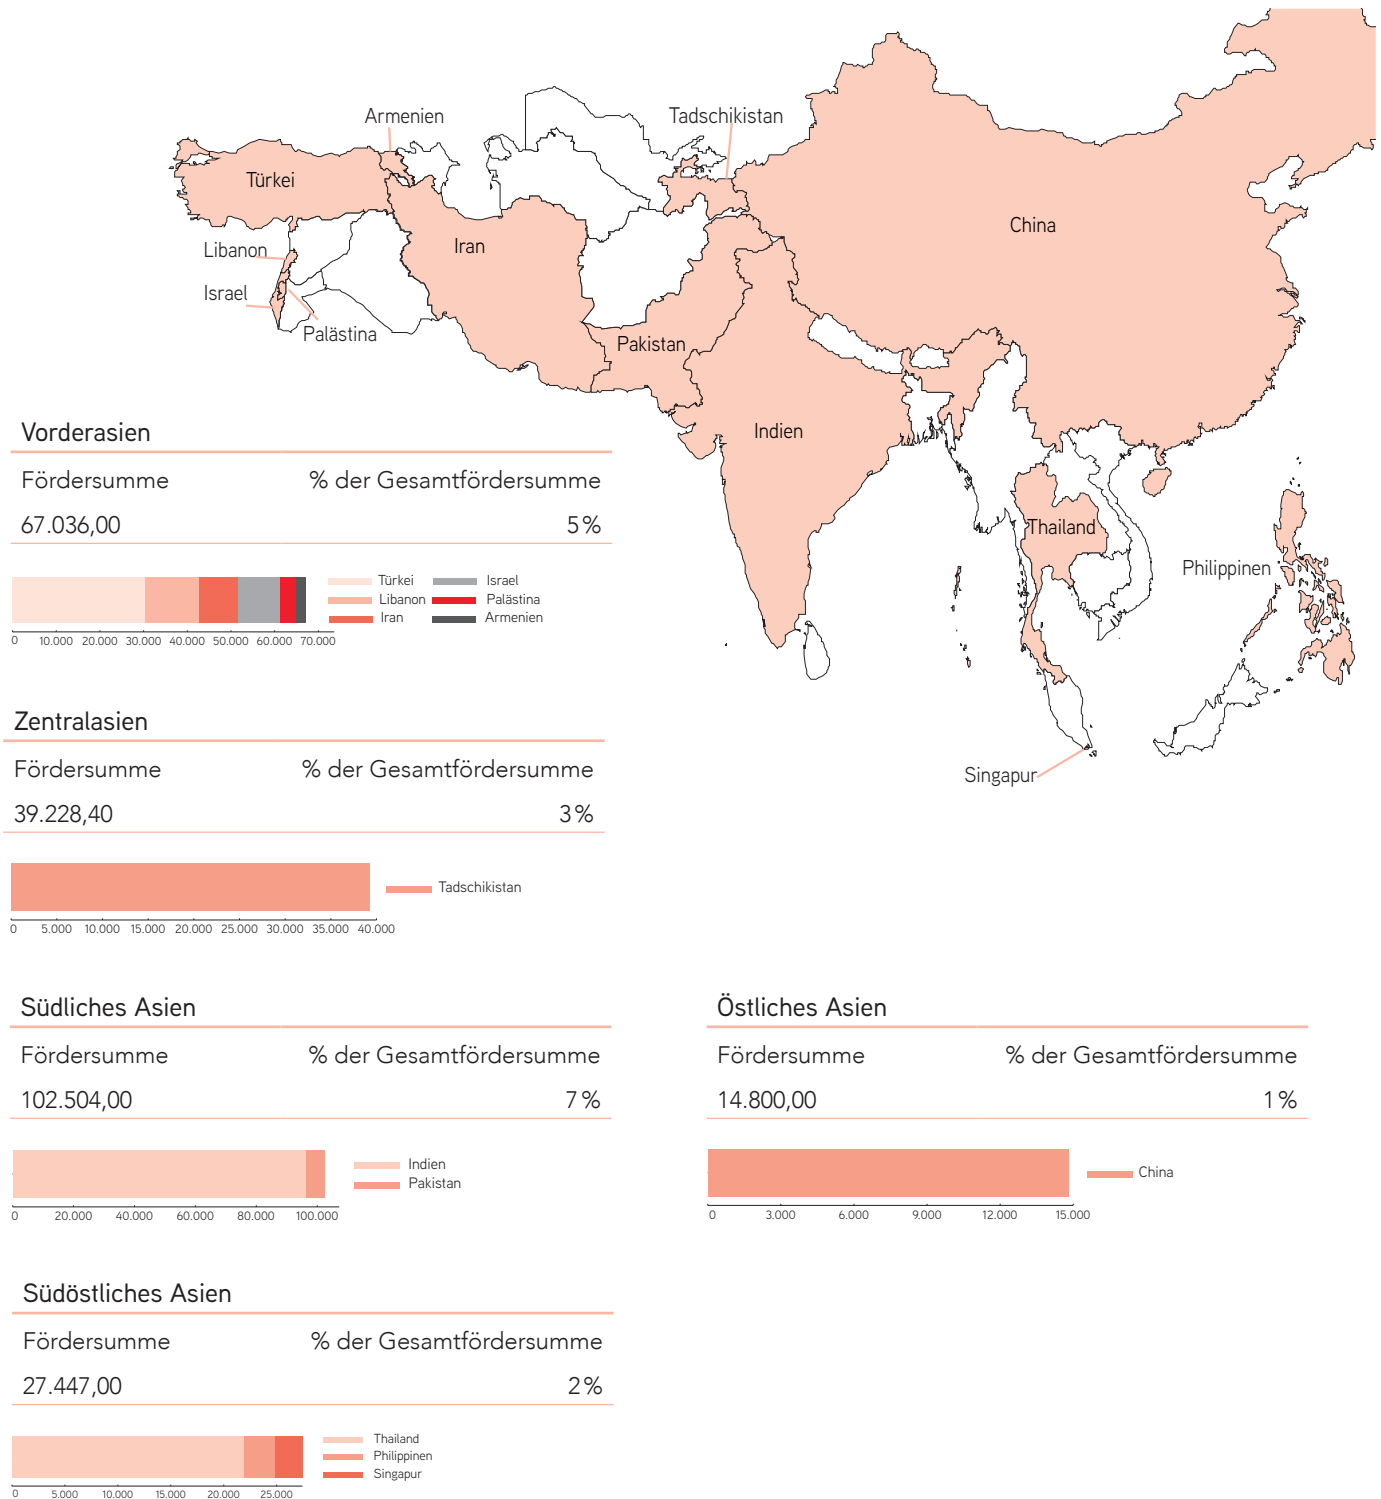 Armenien
Tadschikistan
Türkei
China
Iran
Libanon
Israel
Palästina
Pakistan
Indien
Thailand
Philippinen
Singapur
Vorderasien
Fördersumme % der Gesamtfördersumme
67.036,00 5 %
Türkei Israel
Libanon Palästina
Iran Armenien
0 10.000 20.000 30.000 40.000 50.000 60.000 70.000
Zentralasien
Fördersumme % der Gesamtfördersumme
39.228,40 3 %
Tadschikistan
0 5.000 10.000 15.000 20.000 25.000 30.000 35.000 40.000
Südliches Asien
Fördersumme % der Gesamtfördersumme
102.504,00 7 %
Indien
Pakistan
0 20.000 40.000 60.000 80.000 100.000
Östliches Asien
Fördersumme % der Gesamtfördersumme
14.800,00 1 %
China
0 3.000 6.000 9.000 12.000 15.000
Südöstliches Asien
Fördersumme % der Gesamtfördersumme
27.447,00 2 %
Thailand
Philippinen
Singapur
0 5.000 10.000 15.000 20.000 25.000